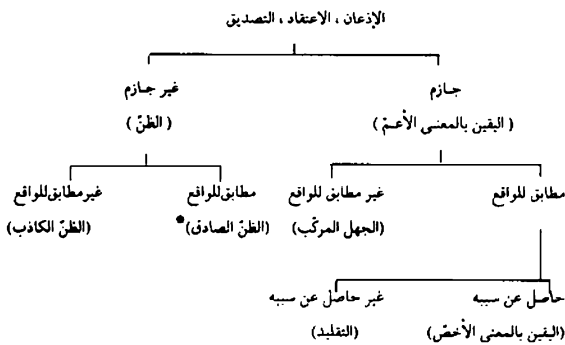 الإذعان ، الاعتقاد ، التصديق
جازم
غير جازم
( اليقين بالمعنى الأعمّ )
( الظنّ )
مطابق للواقع
غير مطابق للواقع
مطابق للواقع
غير مطابق للواقع
(الجهل المركّب)
(الظنّ الصادق)*
(الظنّ الكاذب)
حاصل عن سببه
غير حاصل عن سببه
(اليقين بالمعنى الأخصّ)
(التقليد)